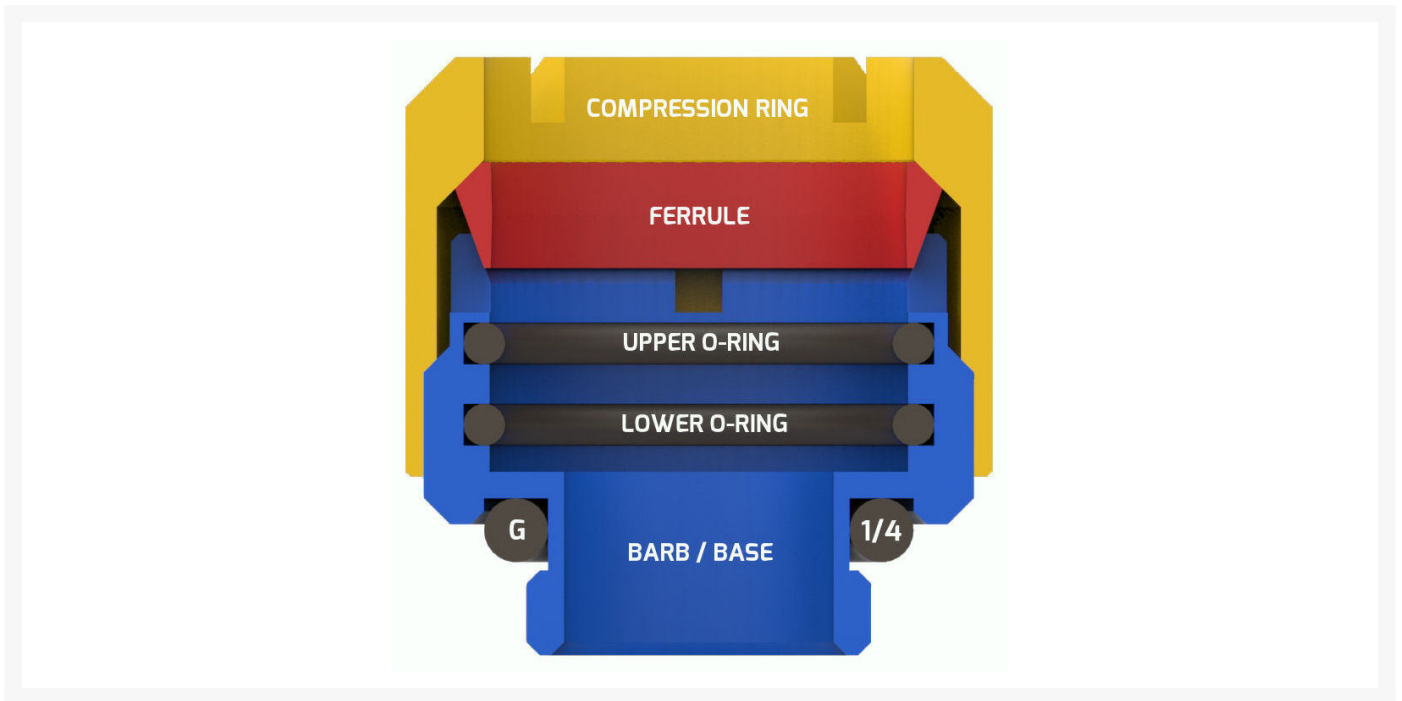 COMPRESSION RING
FERRULE
UPPER O-RING
LOWER O-RING
G 1/4
BARB / BASE